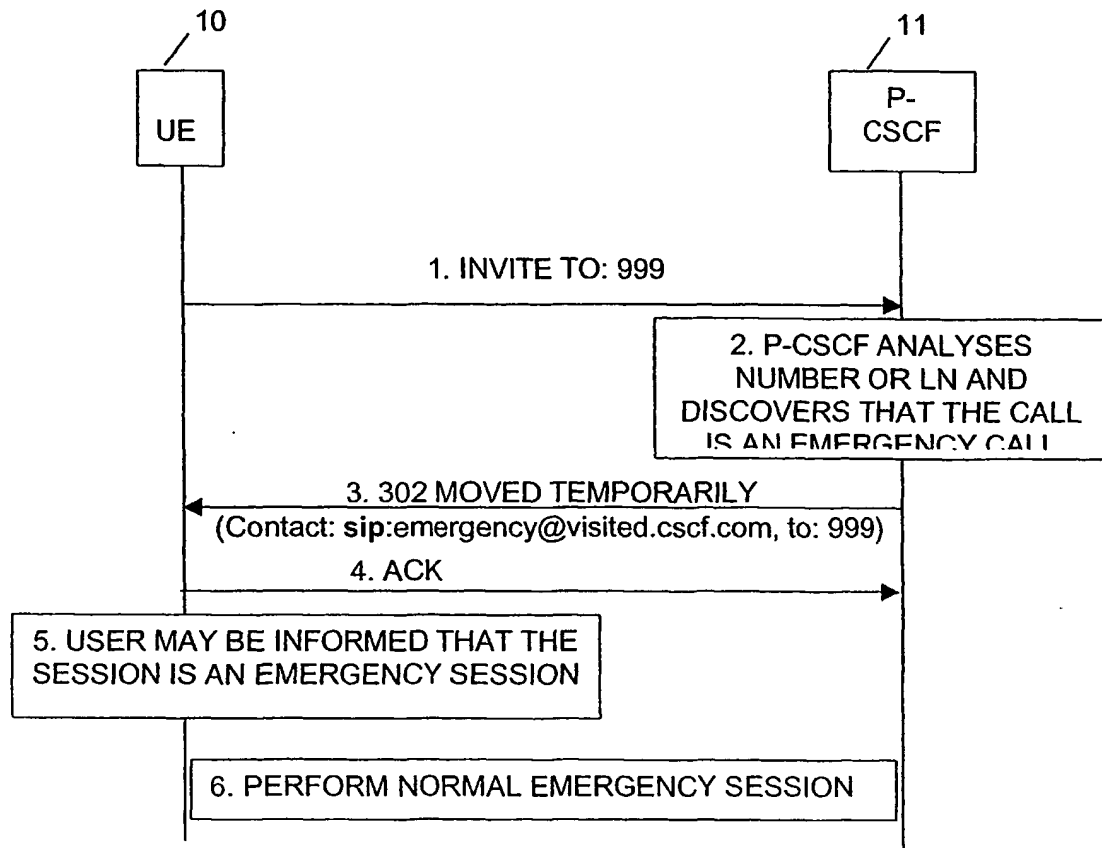 10
11
UE
P-
CSCF
1. INVITE TO: 999
2. P-CSCF ANALYSES
NUMBER OR LN AND
DISCOVERS THAT THE CALL
IS AN EMERGENCY CALL
3. 302 MOVED TEMPORARILY
(Contact: sip:emergency@visited.cscf.com, to: 999)
4. ACK
5. USER MAY BE INFORMED THAT THE
SESSION IS AN EMERGENCY SESSION
6. PERFORM NORMAL EMERGENCY SESSION